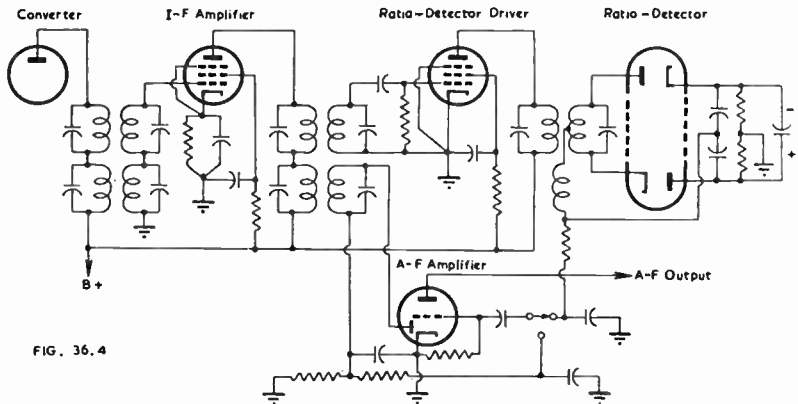 Converter
I-F Amplifier
Ratio-Detector Driver
Ratio-Detector
-
+
B+
A-F Amplifier
A-F Output
FIG. 36.4